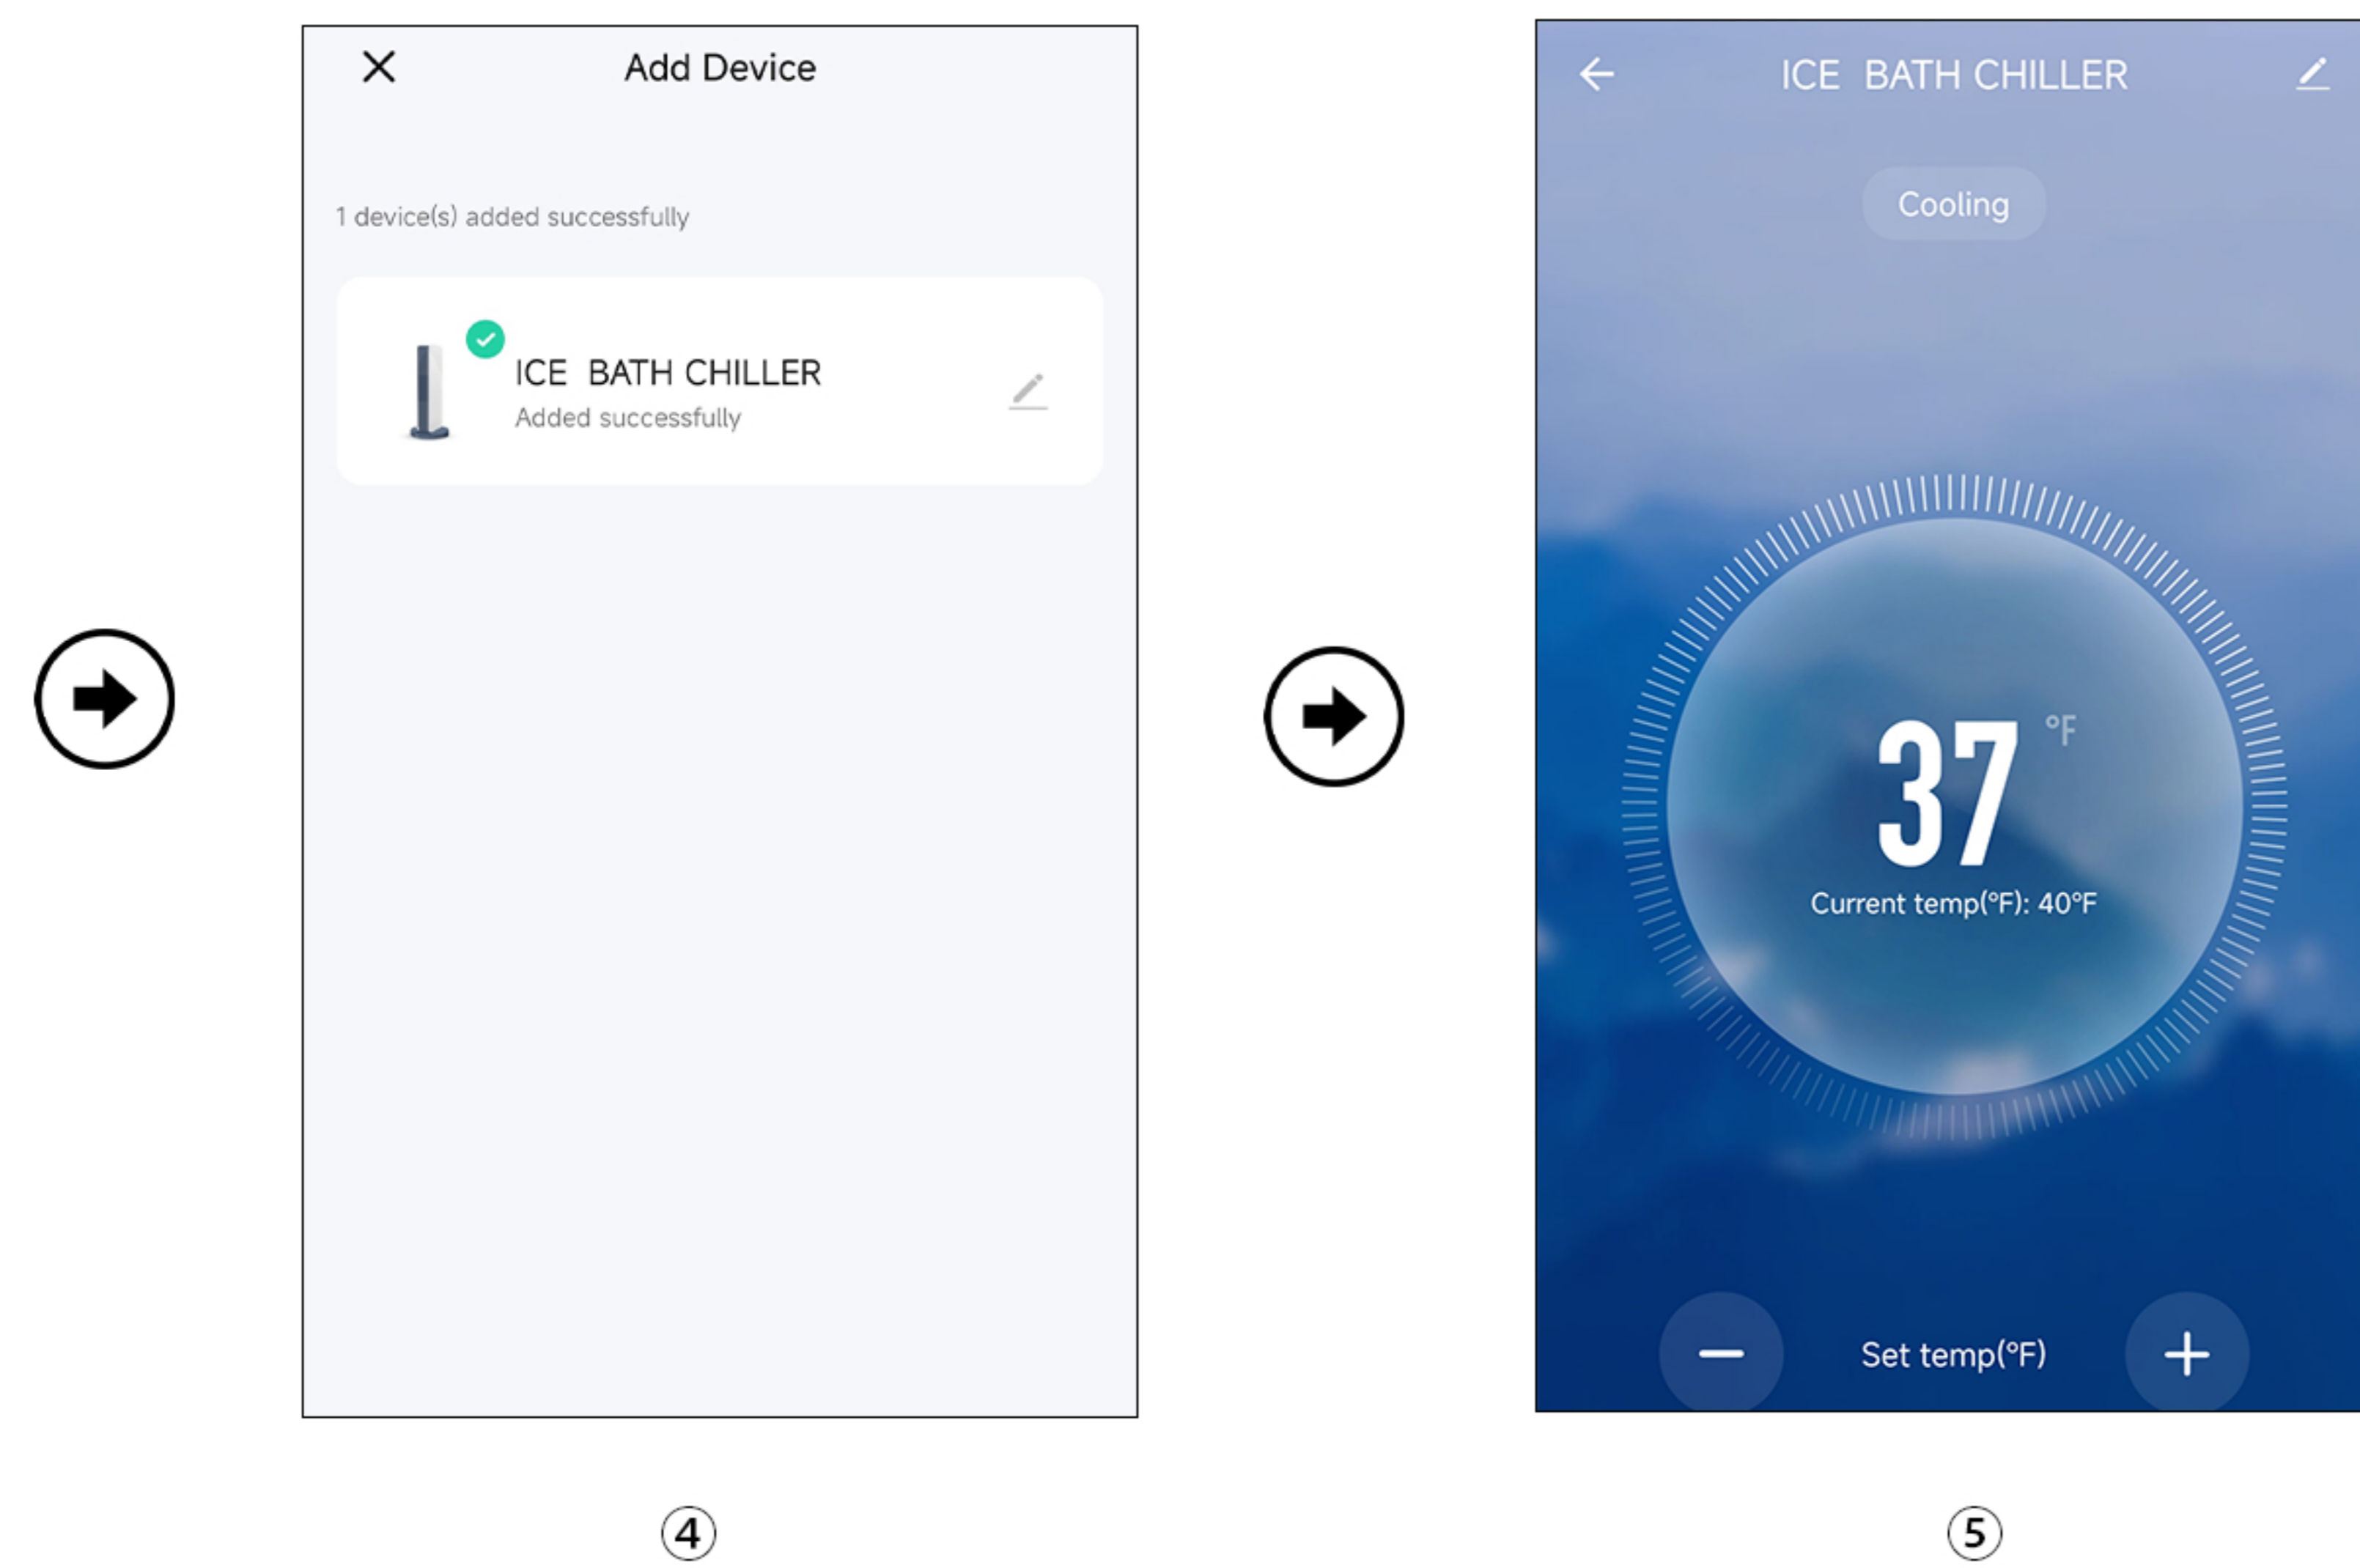 Add Device
1 device(s) added successfully
ICE  BATH CHILLER
Added successfully
④
ICE  BATH CHILLER
Cooling
37 °F
Current temp(°F): 40°F
Set temp(°F)
⑤